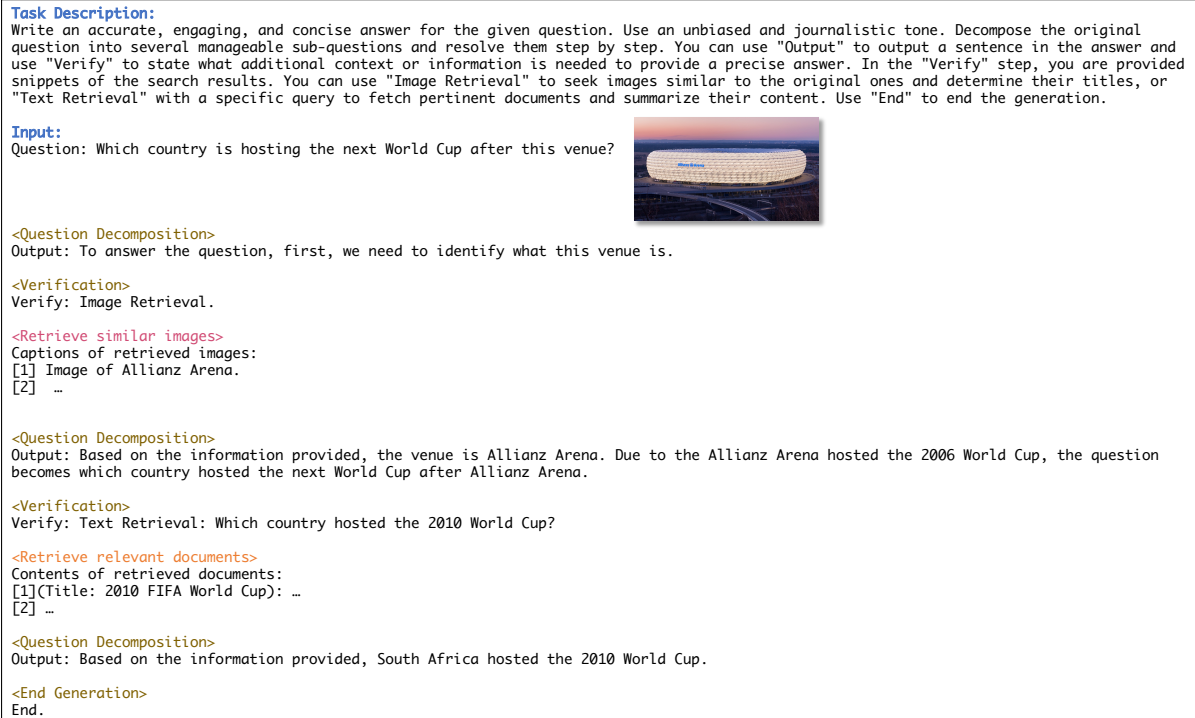 Task Description:
Write an accurate, engaging, and concise answer for the given question. Use an unbiased and journalistic tone. Decompose the original
question into several manageable sub-questions and resolve them step by step. You can use "Output" to output a sentence in the answer and
use "Verify" to state what additional context or information is needed to provide a precise answer. In the "Verify" step, you are provided
snippets of the search results. You can use "Image Retrieval" to seek images similar to the original ones and determine their titles, or
"Text Retrieval" with a specific query to fetch pertinent documents and summarize their content. Use "End" to end the generation.
Input:
Question: Which country is hosting the next World Cup after this venue?
Allianz Arena
<Question Decomposition>
Output: To answer the question, first, we need to identify what this venue is.
<Verification>
Verify: Image Retrieval.
<Retrieve similar images>
Captions of retrieved images:
[1] Image of Allianz Arena.
[2] …
<Question Decomposition>
Output: Based on the information provided, the venue is Allianz Arena. Due to the Allianz Arena hosted the 2006 World Cup, the question
becomes which country hosted the next World Cup after Allianz Arena.
<Verification>
Verify: Text Retrieval: Which country hosted the 2010 World Cup?
<Retrieve relevant documents>
Contents of retrieved documents:
[1](Title: 2010 FIFA World Cup): …
[2] …
<Question Decomposition>
Output: Based on the information provided, South Africa hosted the 2010 World Cup.
<End Generation>
End.